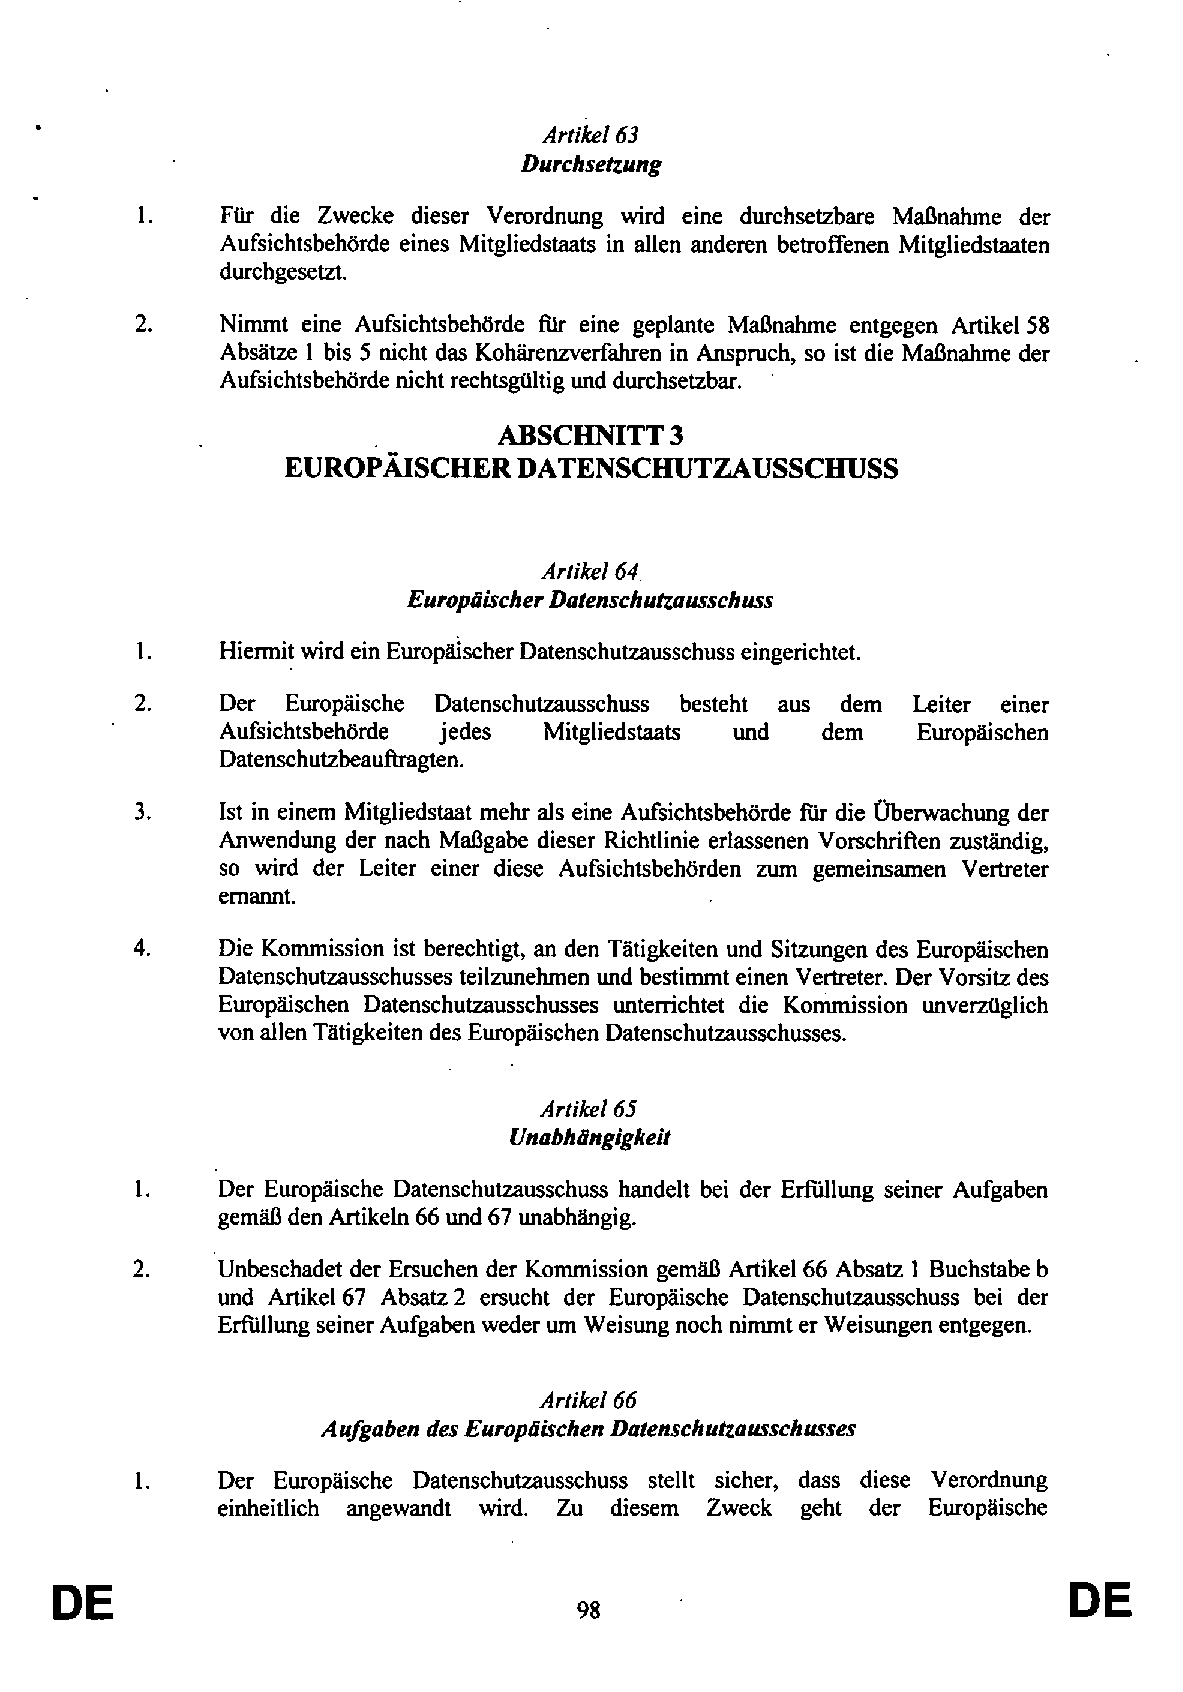 Artikel 63
Durchsetzung
1. Für die Zwecke dieser Verordnung wird eine durchsetzbare Maßnahme der
Aufsichtsbehörde eines Mitgliedstaats in allen anderen betroffenen Mitgliedstaaten
durchgesetzt.
2. Nimmt eine Aufsichtsbehörde für eine geplante Maßnahme entgegen Artikel 58
Absätze 1 bis 5 nicht das Kohärenzverfahren in Anspruch, so ist die Maßnahme der
Aufsichtsbehörde nicht rechtsgültig und durchsetzbar.
ABSCHNITT 3
EUROPÄISCHER DATENSCHUTZAUSSCHUSS
Artikel 64
Europäischer Datenschutzausschuss
1. Hiermit wird ein Europäischer Datenschutzausschuss eingerichtet.
2. Der Europäische Datenschutzausschuss besteht aus dem Leiter einer
Aufsichtsbehörde jedes Mitgliedstaats und dem Europäischen
Datenschutzbeauftragten.
3. Ist in einem Mitgliedstaat mehr als eine Aufsichtsbehörde für die Überwachung der
Anwendung der nach Maßgabe dieser Richtlinie erlassenen Vorschriften zuständig,
so wird der Leiter einer diese Aufsichtsbehörden zum gemeinsamen Vertreter
ernannt.
4. Die Kommission ist berechtigt, an den Tätigkeiten und Sitzungen des Europäischen
Datenschutzausschusses teilzunehmen und bestimmt einen Vertreter. Der Vorsitz des
Europäischen Datenschutzausschusses unterrichtet die Kommission unverzüglich
von allen Tätigkeiten des Europäischen Datenschutzausschusses.
Artikel 65
Unabhängigkeit
1. Der Europäische Datenschutzausschuss handelt bei der Erfüllung seiner Aufgaben
gemäß den Artikeln 66 und 67 unabhängig.
2. Unbeschadet der Ersuchen der Kommission gemäß Artikel 66 Absatz 1 Buchstabe b
und Artikel 67 Absatz 2 ersucht der Europäische Datenschutzausschuss bei der
Erfüllung seiner Aufgaben weder um Weisung noch nimmt er Weisungen entgegen.
Artikel 66
Aufgaben des Europäischen Datenschutzausschusses
1. Der Europäische Datenschutzausschuss stellt sicher, dass diese Verordnung
einheitlich angewandt wird. Zu diesem Zweck geht der Europäische
DE 98 DE